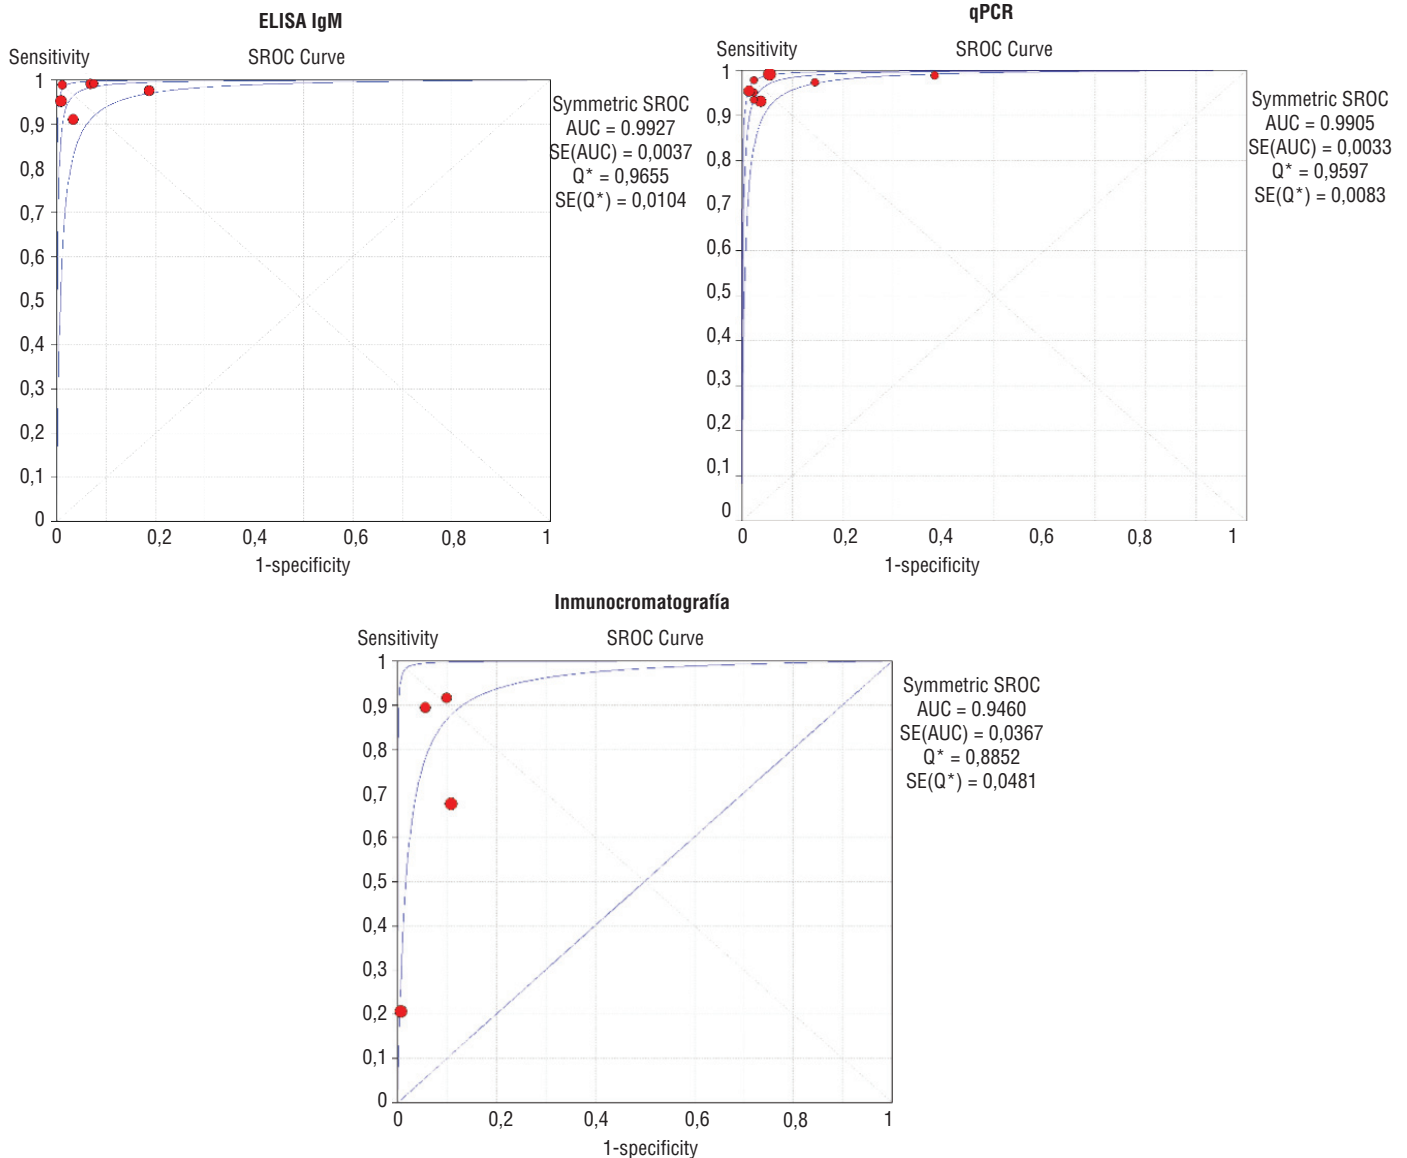 ELISA IgM
Sensitivity
SROC Curve
1
0,9
0,8
0,7
0,6
0,5
0,4
0,3
0,2
0,1
0
0
0,2
0,4
0,6
0,8
1
1-specificity
Symmetric SROC
AUC = 0.9927
SE(AUC) = 0,0037
Q* = 0,9655
SE(Q*) = 0,0104
qPCR
Sensitivity
SROC Curve
1
0,9
0,8
0,7
0,6
0,5
0,4
0,3
0,2
0,1
0
0
0,2
0,4
0,6
0,8
1
1-specificity
Symmetric SROC
AUC = 0.9905
SE(AUC) = 0,0033
Q* = 0,9597
SE(Q*) = 0,0083
Inmunocromatografía
Sensitivity
SROC Curve
1
0,9
0,8
0,7
0,6
0,5
0,4
0,3
0,2
0,1
0
0
0,2
0,4
0,6
0,8
1
1-specificity
Symmetric SROC
AUC = 0.9460
SE(AUC) = 0,0367
Q* = 0,8852
SE(Q*) = 0,0481